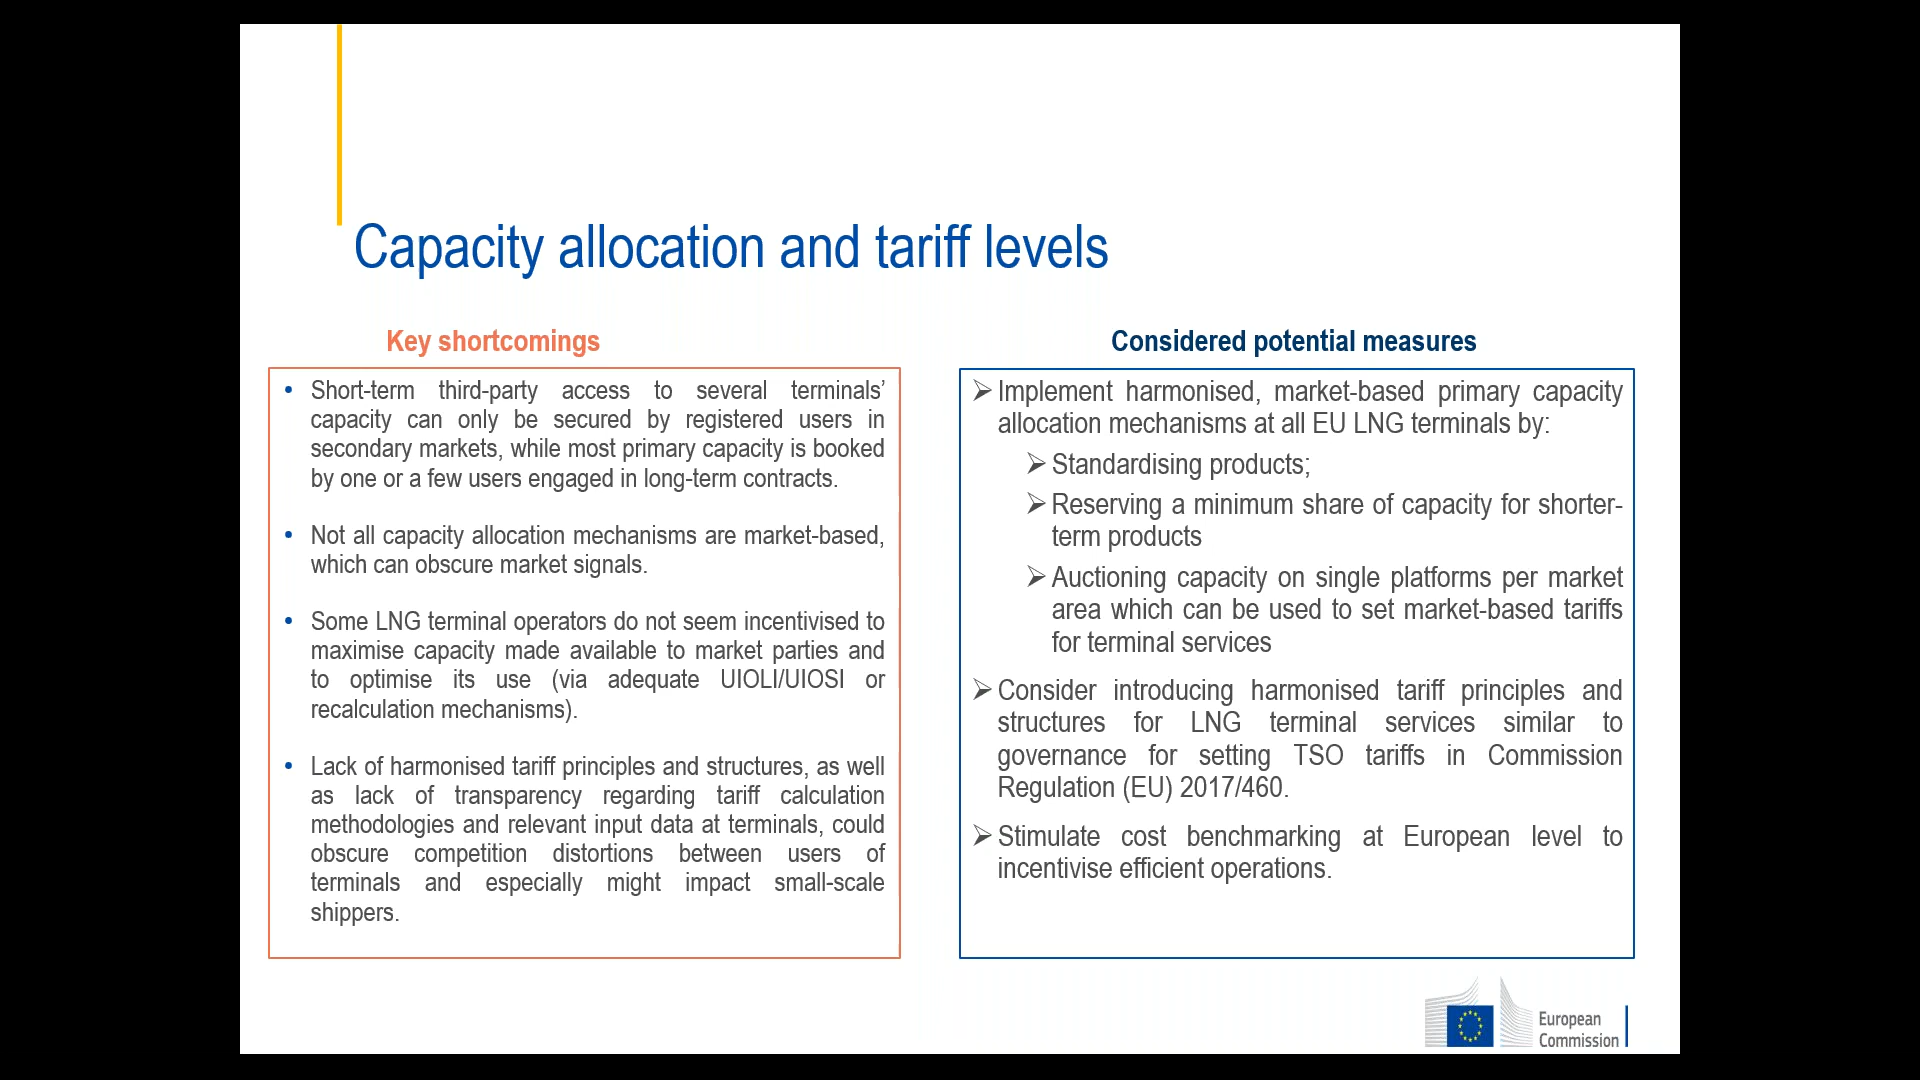 Capacity allocation and tariff levels
Key shortcomings
• Short-term third-party access to several terminals’
capacity can only be secured by registered users in
secondary markets, while most primary capacity is booked
by one or a few users engaged in long-term contracts.
• Not all capacity allocation mechanisms are market-based,
which can obscure market signals.
• Some LNG terminal operators do not seem incentivised to
maximise capacity made available to market parties and
to optimise its use (via adequate UIOLI/UIOSI or
recalculation mechanisms).
• Lack of harmonised tariff principles and structures, as well
as lack of transparency regarding tariff calculation
methodologies and relevant input data at terminals, could
obscure competition distortions between users of
terminals and especially might impact small-scale
shippers.
Considered potential measures
➢ Implement harmonised, market-based primary capacity
allocation mechanisms at all EU LNG terminals by:
➢ Standardising products;
➢ Reserving a minimum share of capacity for shorter-
term products
➢ Auctioning capacity on single platforms per market
area which can be used to set market-based tariffs
for terminal services
➢ Consider introducing harmonised tariff principles and
structures for LNG terminal services similar to
governance for setting TSO tariffs in Commission
Regulation (EU) 2017/460.
➢ Stimulate cost benchmarking at European level to
incentivise efficient operations.
European
Commission